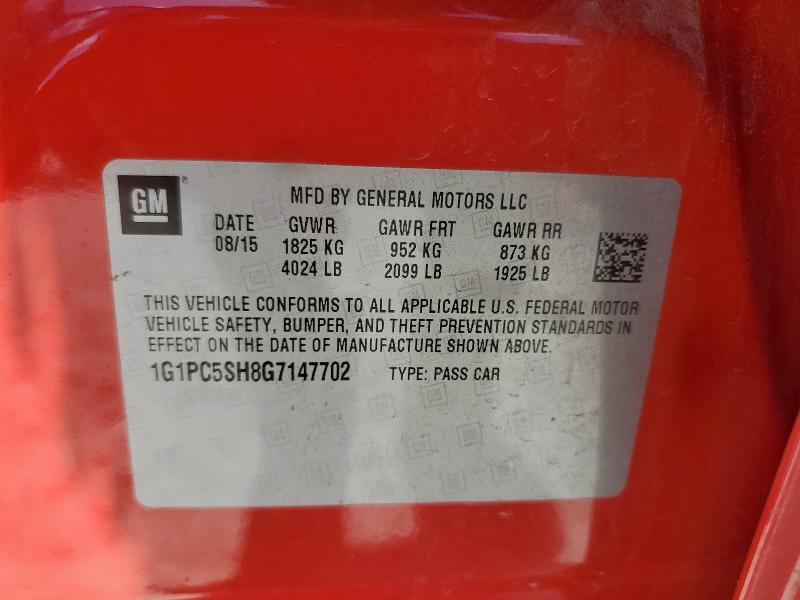 GM®
MFD BY GENERAL MOTORS LLC
DATE GVWR GAWR FRT GAWR RR
08/15 1825 KG 952 KG 873 KG
4024 LB 2099 LB 1925 LB
THIS VEHICLE CONFORMS TO ALL APPLICABLE U.S. FEDERAL MOTOR
VEHICLE SAFETY, BUMPER, AND THEFT PREVENTION STANDARDS IN
EFFECT ON THE DATE OF MANUFACTURE SHOWN ABOVE.
1G1PC5SH8G7147702 TYPE: PASS CAR